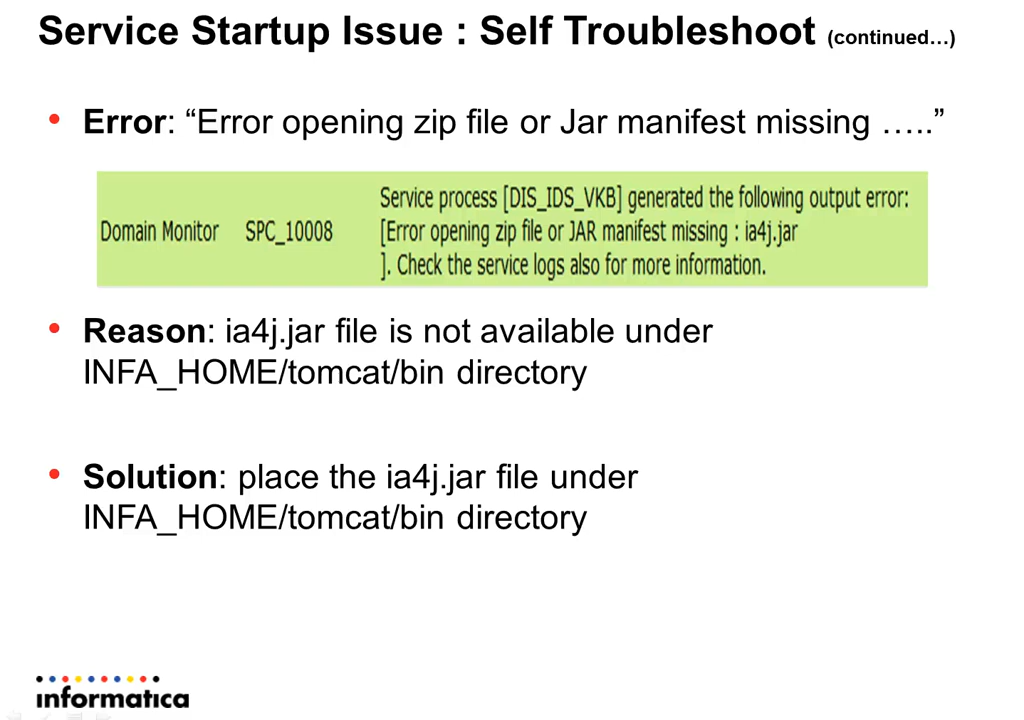 Service Startup Issue : Self Troubleshoot (continued…)
• Error: “Error opening zip file or Jar manifest missing …..”
Service process [DIS_IDS_VKB] generated the following output error:
Domain Monitor SPC_10008 [Error opening zip file or JAR manifest missing : ia4j.jar
]. Check the service logs also for more information.
• Reason: ia4j.jar file is not available under
INFA_HOME/tomcat/bin directory
• Solution: place the ia4j.jar file under
INFA_HOME/tomcat/bin directory
informatica